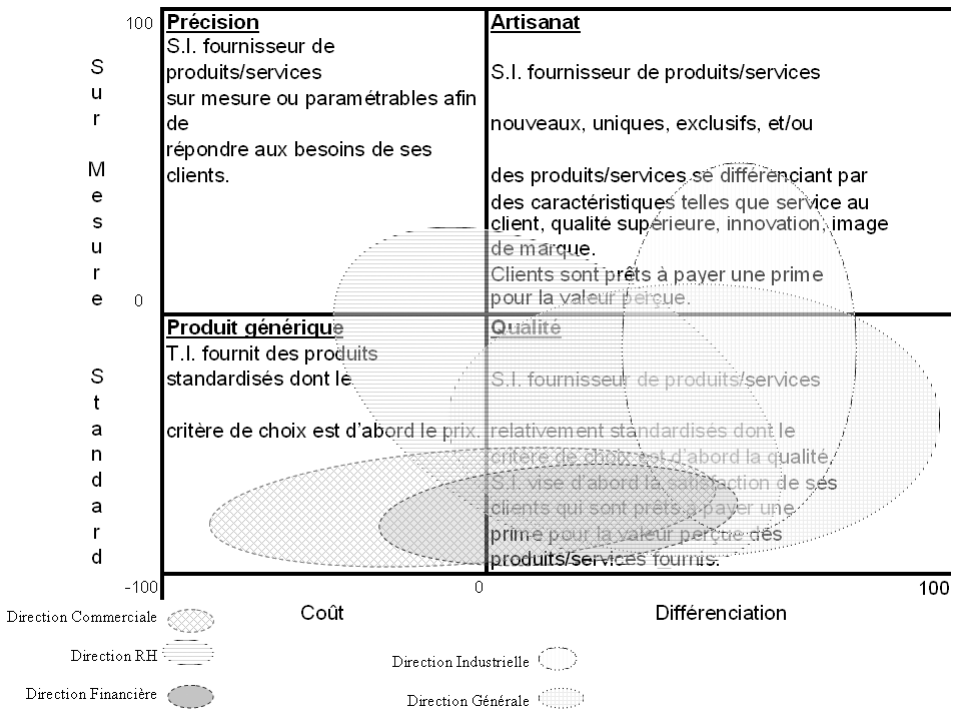 100
Précision
S.I. fournisseur de
produits/services
sur mesure ou paramétrables afin
de
répondre aux besoins de ses
clients.
Artisanat
S.I. fournisseur de produits/services
nouveaux, uniques, exclusifs, et/ou
des produits/services se différenciant par
des caractéristiques telles que service au
client, qualité supérieure, innovation, image
de marque.
Clients sont prêts à payer une prime
pour la valeur perçue.
Sur Mesure
0
Produit générique
T.I. fournit des produits
standardisés dont le
critère de choix est d'abord le prix.
Qualité
S.I. fournisseur de produits/services
relativement standardisés dont le
critère de choix est d'abord la qualité.
S.I. vise d'abord la satisfaction de ses
clients qui sont prêts à payer une
prime pour la valeur perçue des
produits/services fournis.
Standard
-100
0
100
Coût
Différenciation
Direction Commerciale
Direction RH
Direction Financière
Direction Industrielle
Direction Générale